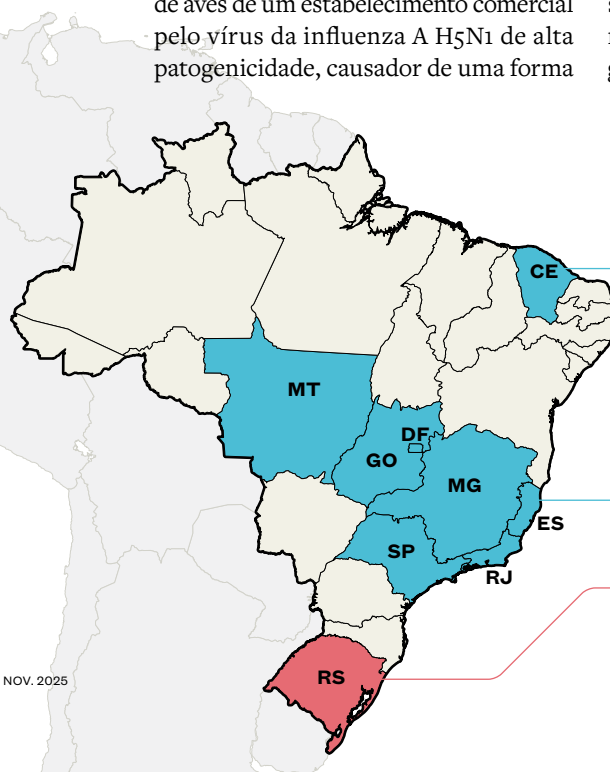 de aves de um estabelecimento comercial
pelo vírus da influenza A H5N1 de alta
patogenicidade, causador de uma forma
CE
MT
DF
GO
MG
ES
SP
RJ
RS
NOV. 2025